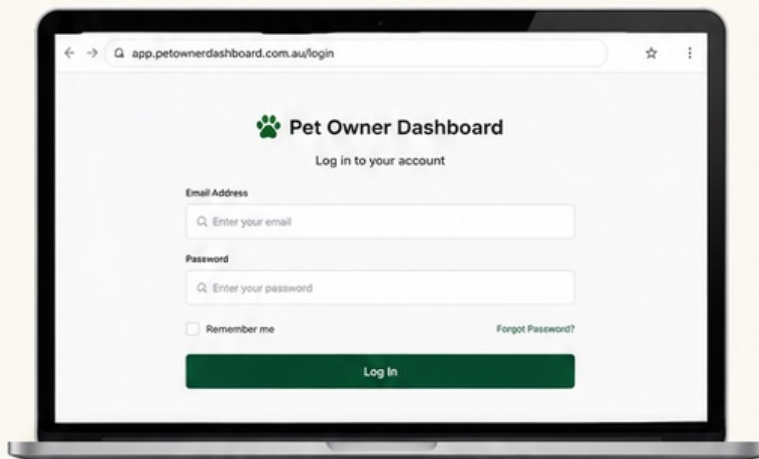 app.petownerdashboard.com.au/login
Pet Owner Dashboard
Log in to your account
Email Address
Enter your email
Password
Enter your password
Remember me Forgot Password?
Log In